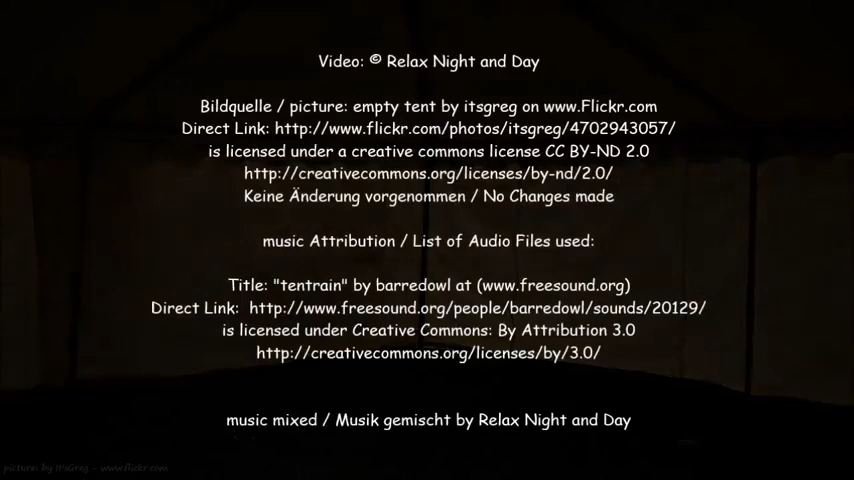 Video: © Relax Night and Day
Bildquelle / picture: empty tent by itsgreg on www.Flickr.com
Direct Link: http://www.flickr.com/photos/itsgreg/4702943057/
is licensed under a creative commons license CC BY-ND 2.0
http://creativecommons.org/licenses/by-nd/2.0/
Keine Änderung vorgenommen / No Changes made
music Attribution / List of Audio Files used:
Title: "tentrain" by barredowl at (www.freesound.org)
Direct Link: http://www.freesound.org/people/barredowl/sounds/20129/
is licensed under Creative Commons: By Attribution 3.0
http://creativecommons.org/licenses/by/3.0/
music mixed / Musik gemischt by Relax Night and Day
picture by ItsGreg - www.flickr.com